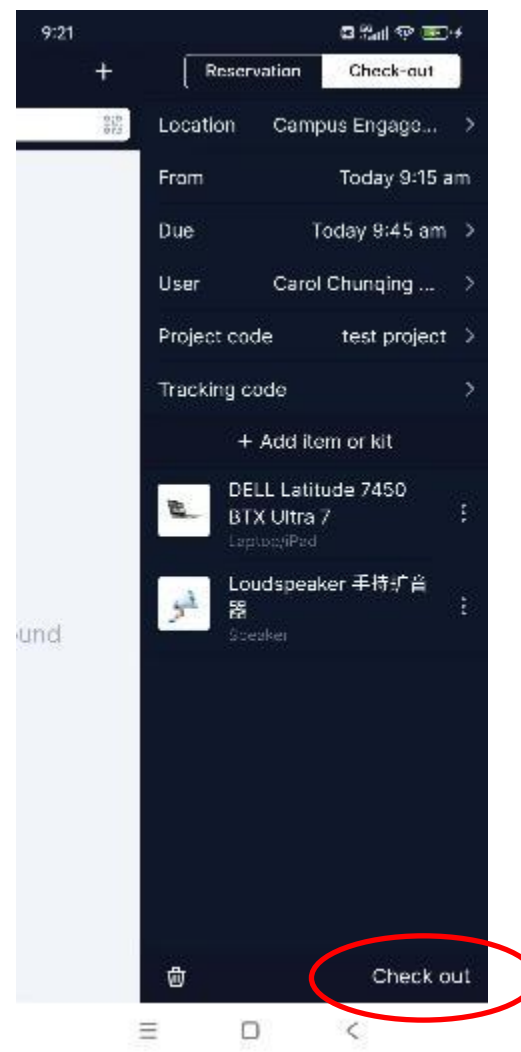 9:21
+
Reservation Check-out
Location Campus Engage... >
From Today 9:15 am
Due Today 9:45 am >
User Carol Chunqing ... >
Project code test project >
Tracking code >
+ Add item or kit
DELL Latitude 7450
BTX Ultra 7
Laptop/iPad
Loudspeaker 手持扩音
器
Speaker
und
Check out